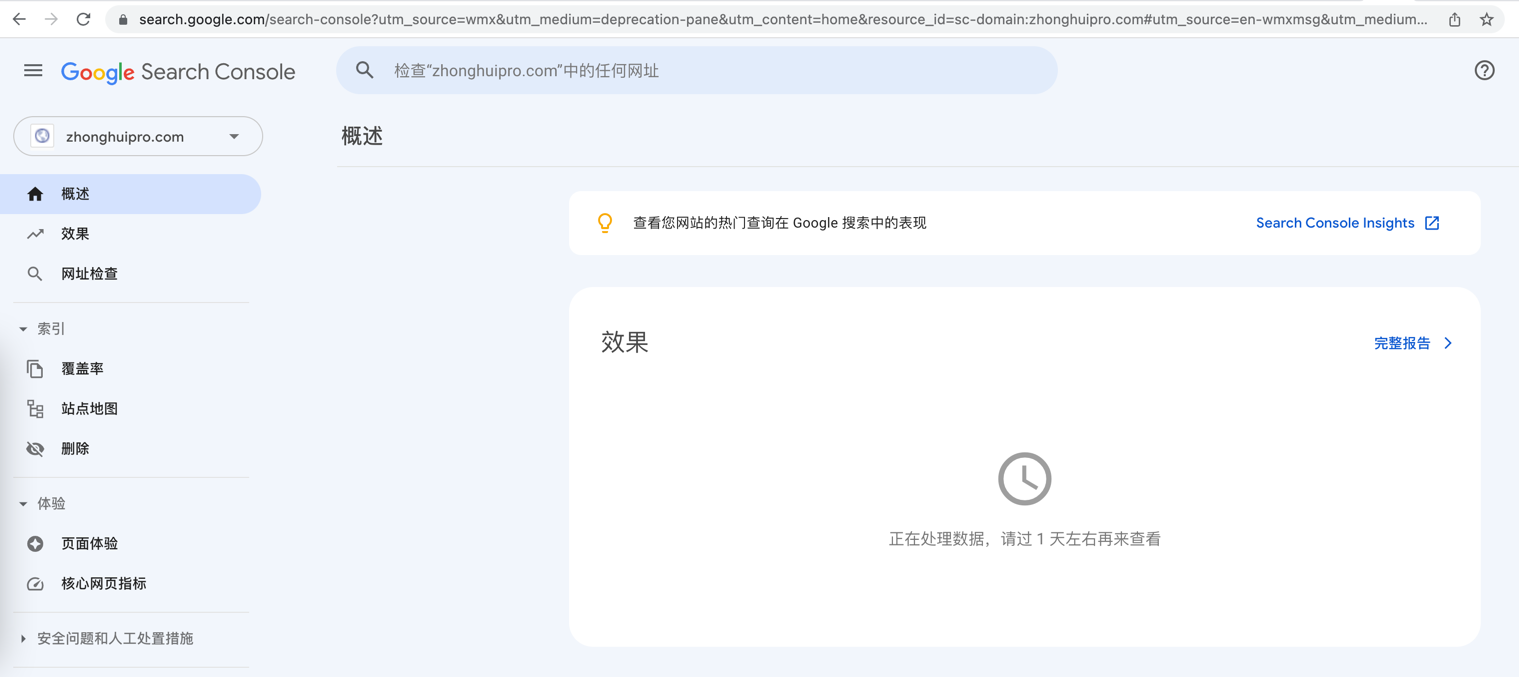 search.google.com/search-console?utm_source=wmx&utm_medium=deprecation-pane&utm_content=home&resource_id=sc-domain:zhonghuipro.com#utm_source=en-wmxmsg&utm_medium...
Google Search Console
检查“zhonghuipro.com”中的任何网址
zhonghuipro.com
概述
效果
网址检查
索引
覆盖率
站点地图
删除
体验
页面体验
核心网页指标
安全问题和人工处置措施
概述
查看您网站的热门查询在 Google 搜索中的表现
Search Console Insights
效果
完整报告
正在处理数据，请过 1 天左右再来查看